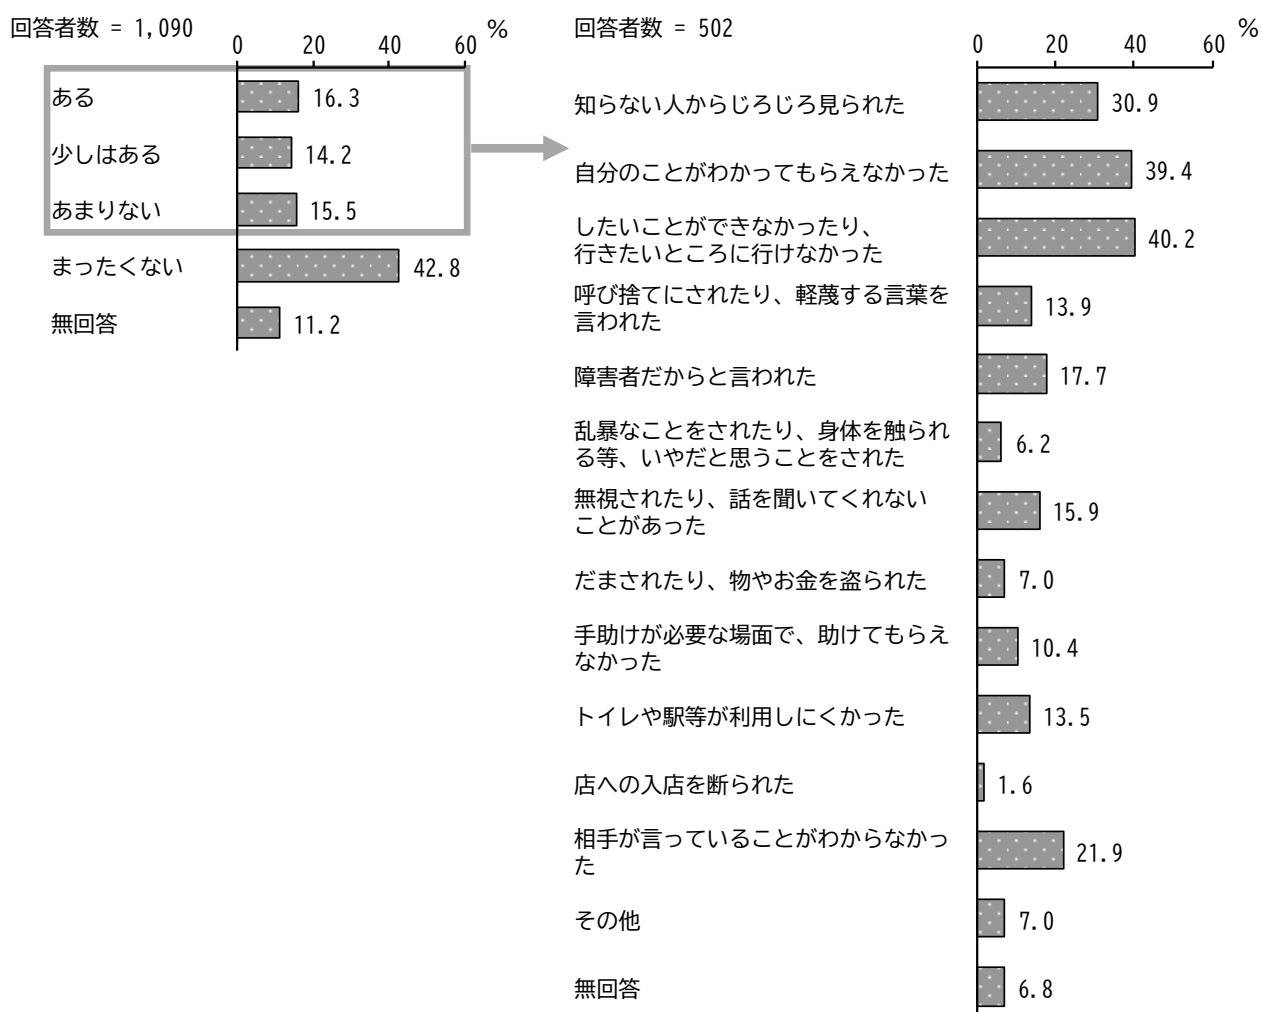 回答者数 = 1,090
0 20 40 60 %
ある 16.3
少しはある 14.2
あまりない 15.5
まったくない 42.8
無回答 11.2
回答者数 = 502
0 20 40 60 %
知らない人からじろじろ見られた 30.9
自分のことがわかってもらえなかった 39.4
したいことができなかったり、
行きたいところに行けなかった 40.2
呼び捨てにされたり、軽蔑する言葉を
言われた 13.9
障害者だからと言われた 17.7
乱暴なことをされたり、身体を触られ
る等、いやだと思うことをされた 6.2
無視されたり、話を聞いてくれない
ことがあった 15.9
だまされたり、物やお金を盗られた 7.0
手助けが必要な場面で、助けてもらえ
なかった 10.4
トイレや駅等が利用しにくかった 13.5
店への入店を断られた 1.6
相手が言っていることがわからなかっ
た 21.9
その他 7.0
無回答 6.8